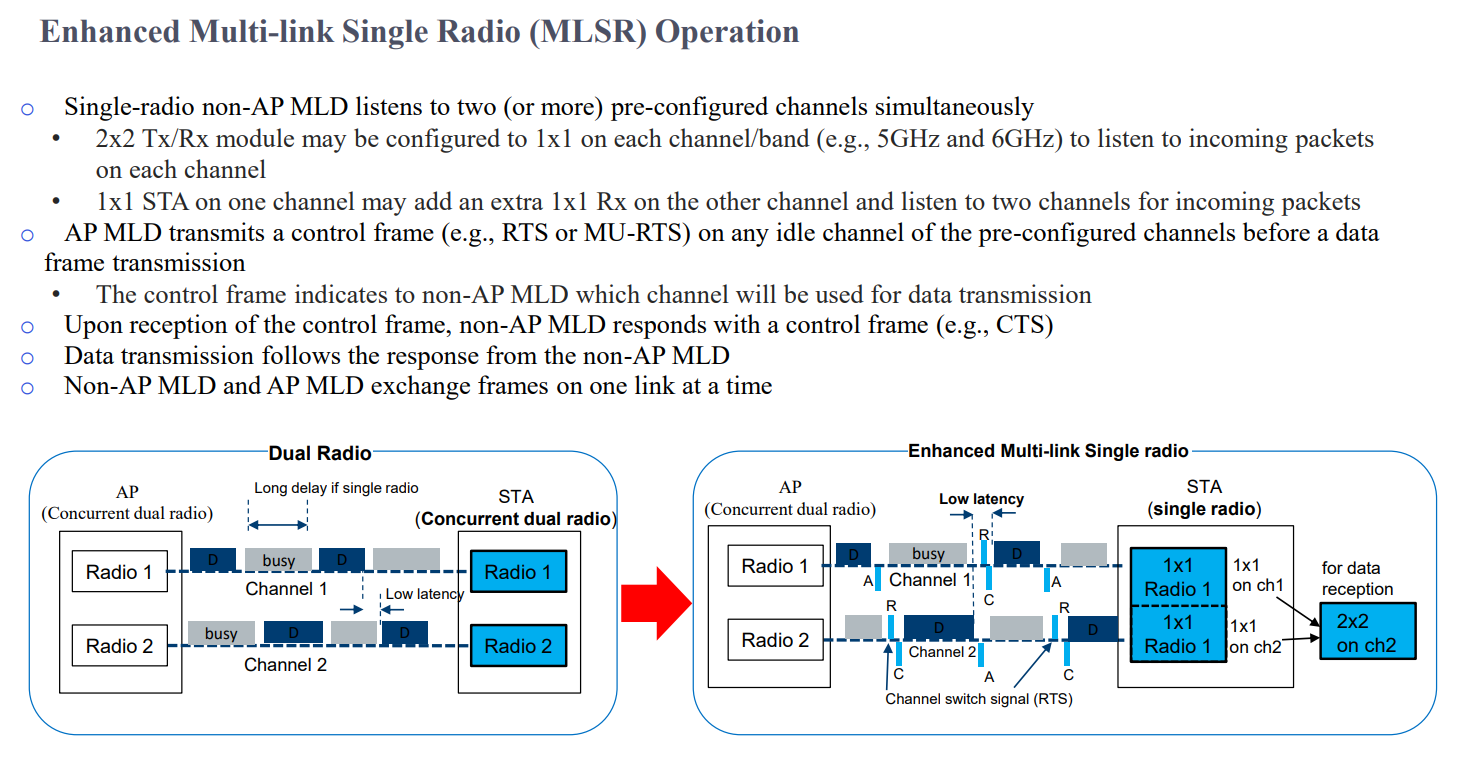 Enhanced Multi-link Single Radio (MLSR) Operation
o Single-radio non-AP MLD listens to two (or more) pre-configured channels simultaneously
• 2x2 Tx/Rx module may be configured to 1x1 on each channel/band (e.g., 5GHz and 6GHz) to listen to incoming packets
on each channel
• 1x1 STA on one channel may add an extra 1x1 Rx on the other channel and listen to two channels for incoming packets
o AP MLD transmits a control frame (e.g., RTS or MU-RTS) on any idle channel of the pre-configured channels before a data
frame transmission
• The control frame indicates to non-AP MLD which channel will be used for data transmission
o Upon reception of the control frame, non-AP MLD responds with a control frame (e.g., CTS)
o Data transmission follows the response from the non-AP MLD
o Non-AP MLD and AP MLD exchange frames on one link at a time
Dual Radio
AP
(Concurrent dual radio)
Long delay if single radio
STA
(Concurrent dual radio)
Radio 1
D
busy
D
Radio 1
Channel 1
Low latency
Radio 2
busy
D
D
Radio 2
Channel 2
Enhanced Multi-link Single radio
AP
(Concurrent dual radio)
Low latency
STA
(single radio)
Radio 1
D
busy
R
D
A
Channel 1
C
A
1x1
Radio 1
1x1
on ch1
for data
reception
Radio 2
R
D
R
D
C
Channel 2
A
C
1x1
Radio 1
1x1
on ch2
2x2
on ch2
Channel switch signal (RTS)